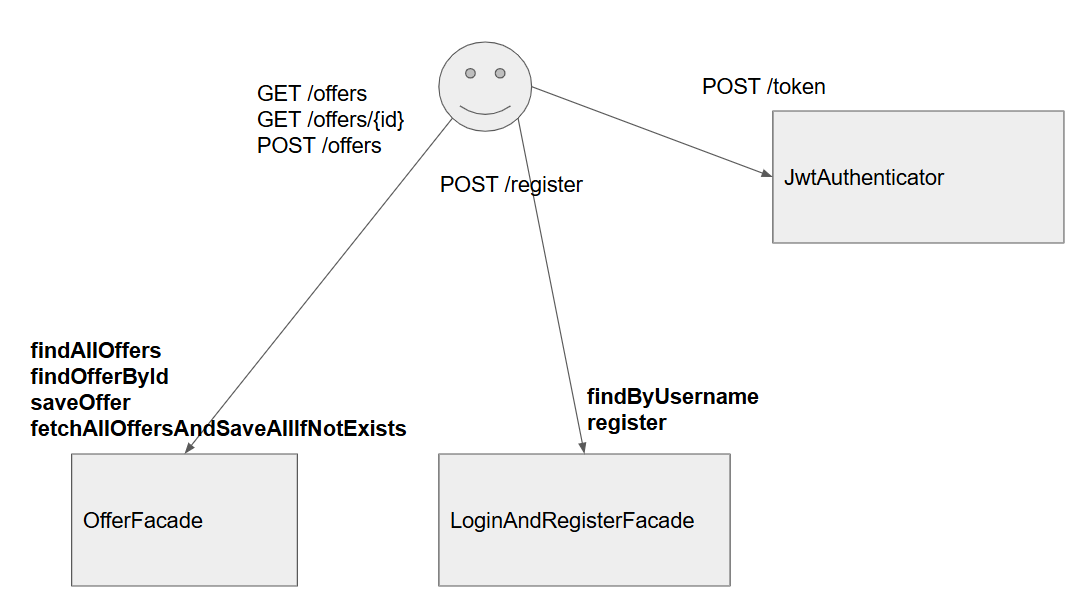 GET /offers
GET /offers/{id}
POST /offers
POST /token
POST /register
JwtAuthenticator
findAllOffers
findOfferById
saveOffer
fetchAllOffersAndSaveAllIfNotExists
findByUsername
register
OfferFacade
LoginAndRegisterFacade